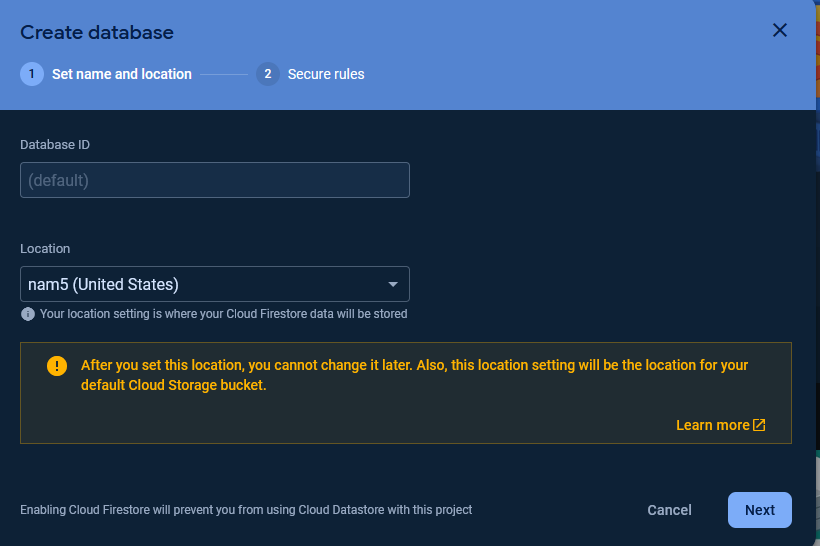 Create database
1 Set name and location
2 Secure rules
Database ID
(default)
Location
nam5 (United States)
Your location setting is where your Cloud Firestore data will be stored
After you set this location, you cannot change it later. Also, this location setting will be the location for your
default Cloud Storage bucket.
Learn more
Enabling Cloud Firestore will prevent you from using Cloud Datastore with this project
Cancel
Next